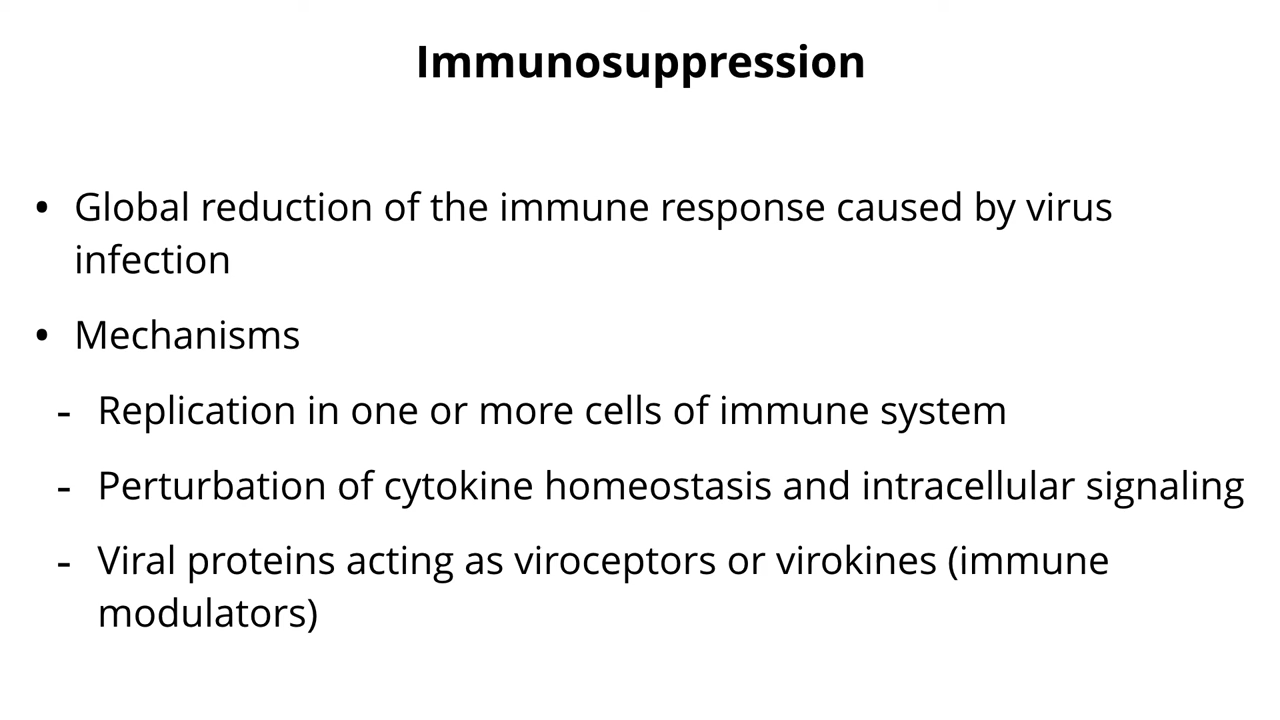 Immunosuppression
• Global reduction of the immune response caused by virus
infection
• Mechanisms
- Replication in one or more cells of immune system
- Perturbation of cytokine homeostasis and intracellular signaling
- Viral proteins acting as viroceptors or virokines (immune
modulators)